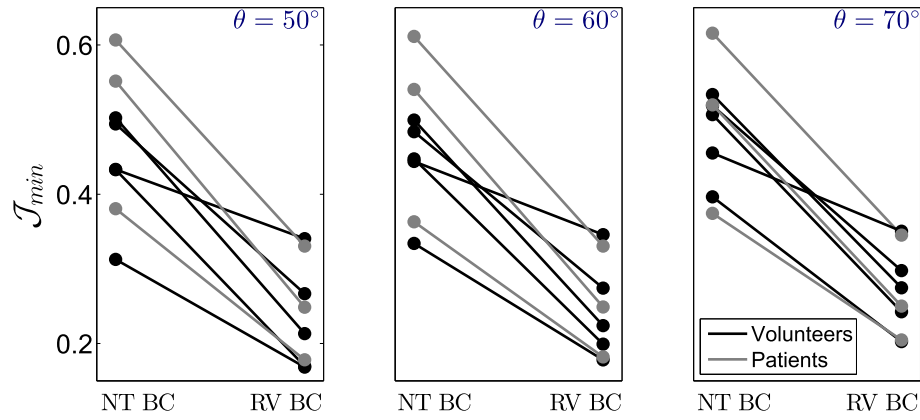 θ = 50°
θ = 60°
θ = 70°
0.6
0.4
0.2
𝒥min
Volunteers
Patients
NT BC
RV BC
NT BC
RV BC
NT BC
RV BC